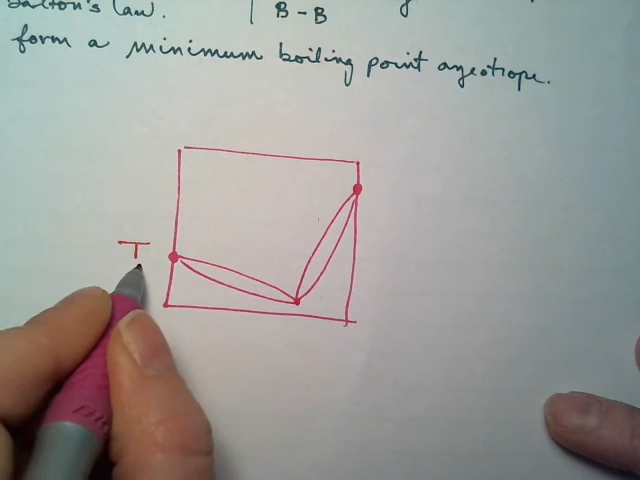 Dalton's Law. | B-B
form a minimum boiling point azeotrope.
T